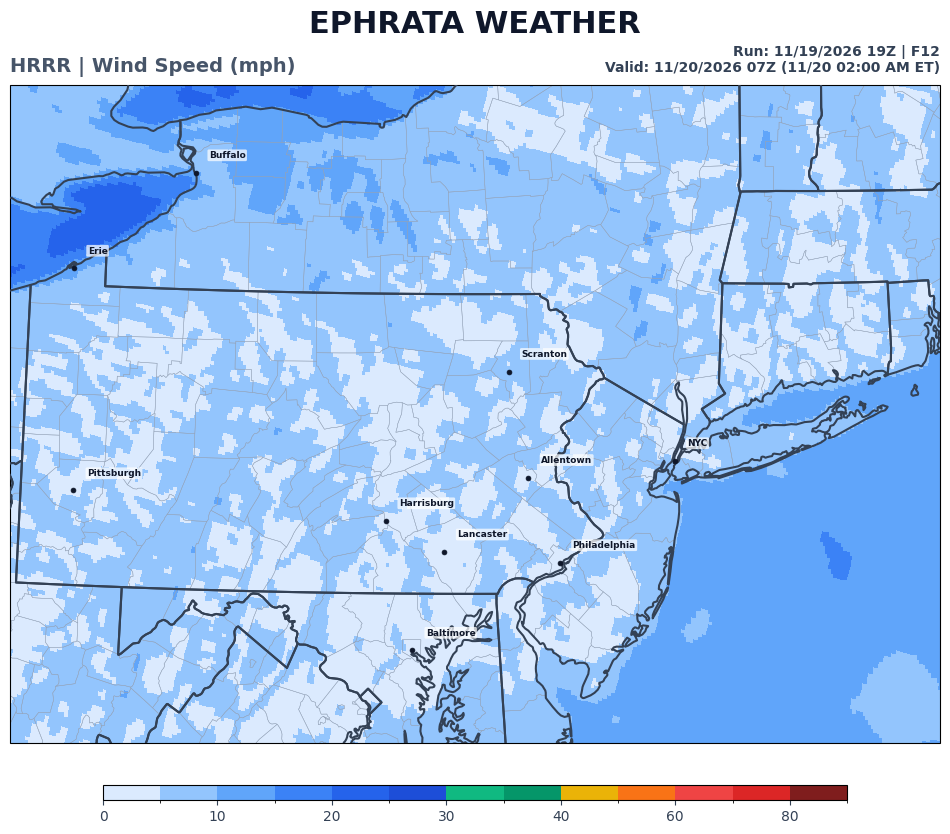 EPHRATA WEATHER
HRRR | Wind Speed (mph)
Run: 11/19/2026 19Z | F12
Valid: 11/20/2026 07Z (11/20 02:00 AM ET)
Buffalo
Erie
Scranton
NYC
Allentown
Pittsburgh
Harrisburg
Lancaster
Philadelphia
Baltimore
0 10 20 30 40 60 80